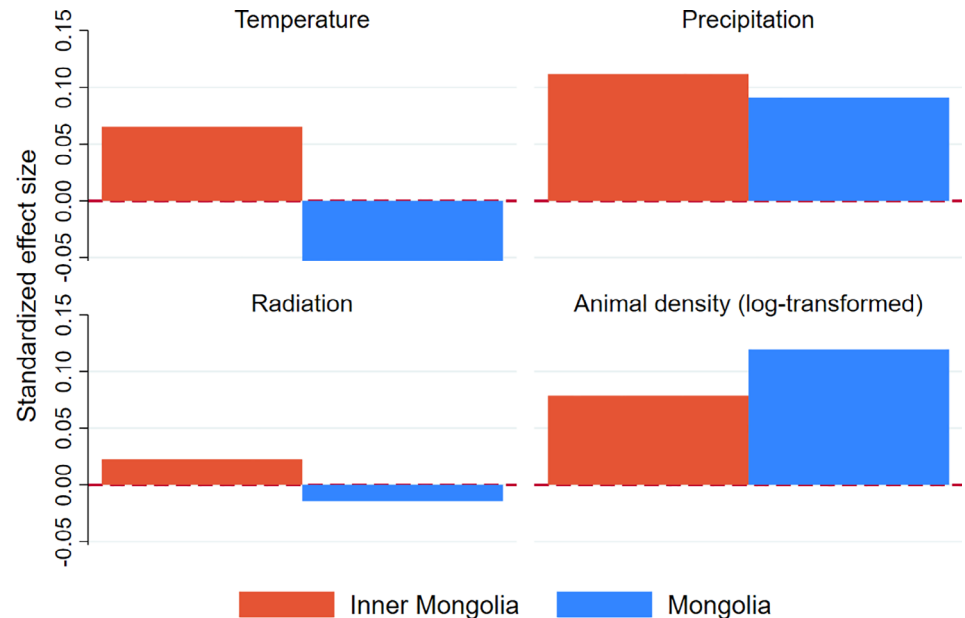 Temperature
Precipitation
Standardized effect size
0.15
0.10
0.05
0.00
-0.05
Radiation
Animal density (log-transformed)
0.15
0.10
0.05
0.00
-0.05
Inner Mongolia
Mongolia